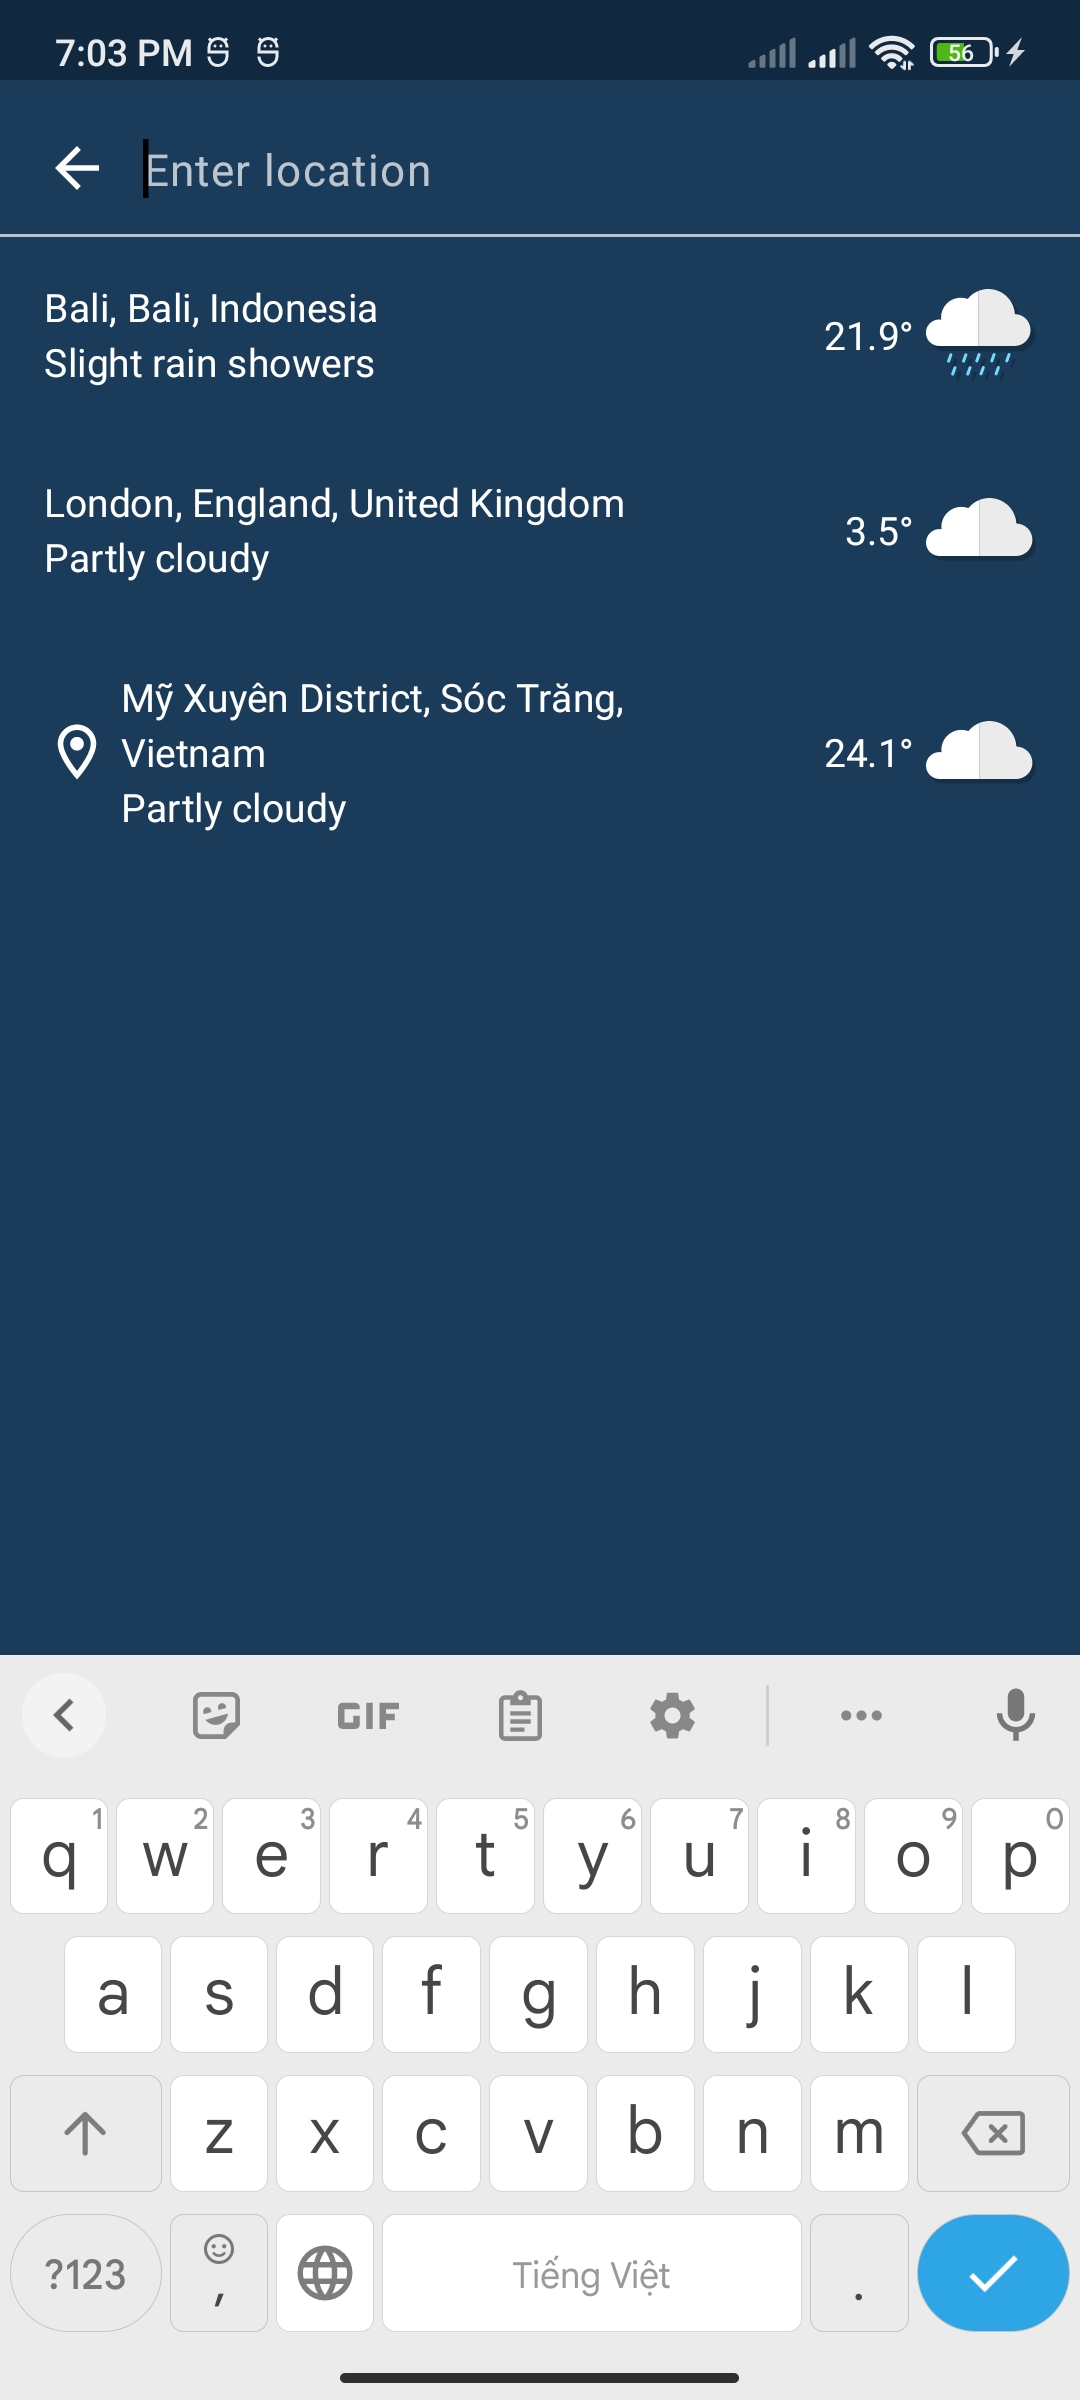 7:03 PM
56
Enter location
Bali, Bali, Indonesia
Slight rain showers
21.9°
London, England, United Kingdom
Partly cloudy
3.5°
Mỹ Xuyên District, Sóc Trăng,
Vietnam
Partly cloudy
24.1°
GIF
1 2 3 4 5 6 7 8 9 0
q w e r t y u i o p
a s d f g h j k l
z x c v b n m
?123 , Tiếng Việt .